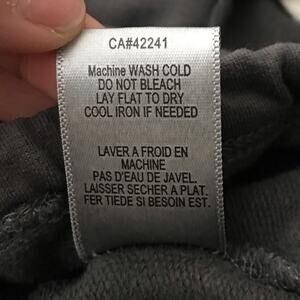 CA#42241
Machine WASH COLD
DO NOT BLEACH
LAY FLAT TO DRY
COOL IRON IF NEEDED
LAVER A FROID EN
MACHINE
PAS D'EAU DE JAVEL.
LAISSER SECHER A PLAT.
FER TIEDE SI BESOIN EST.